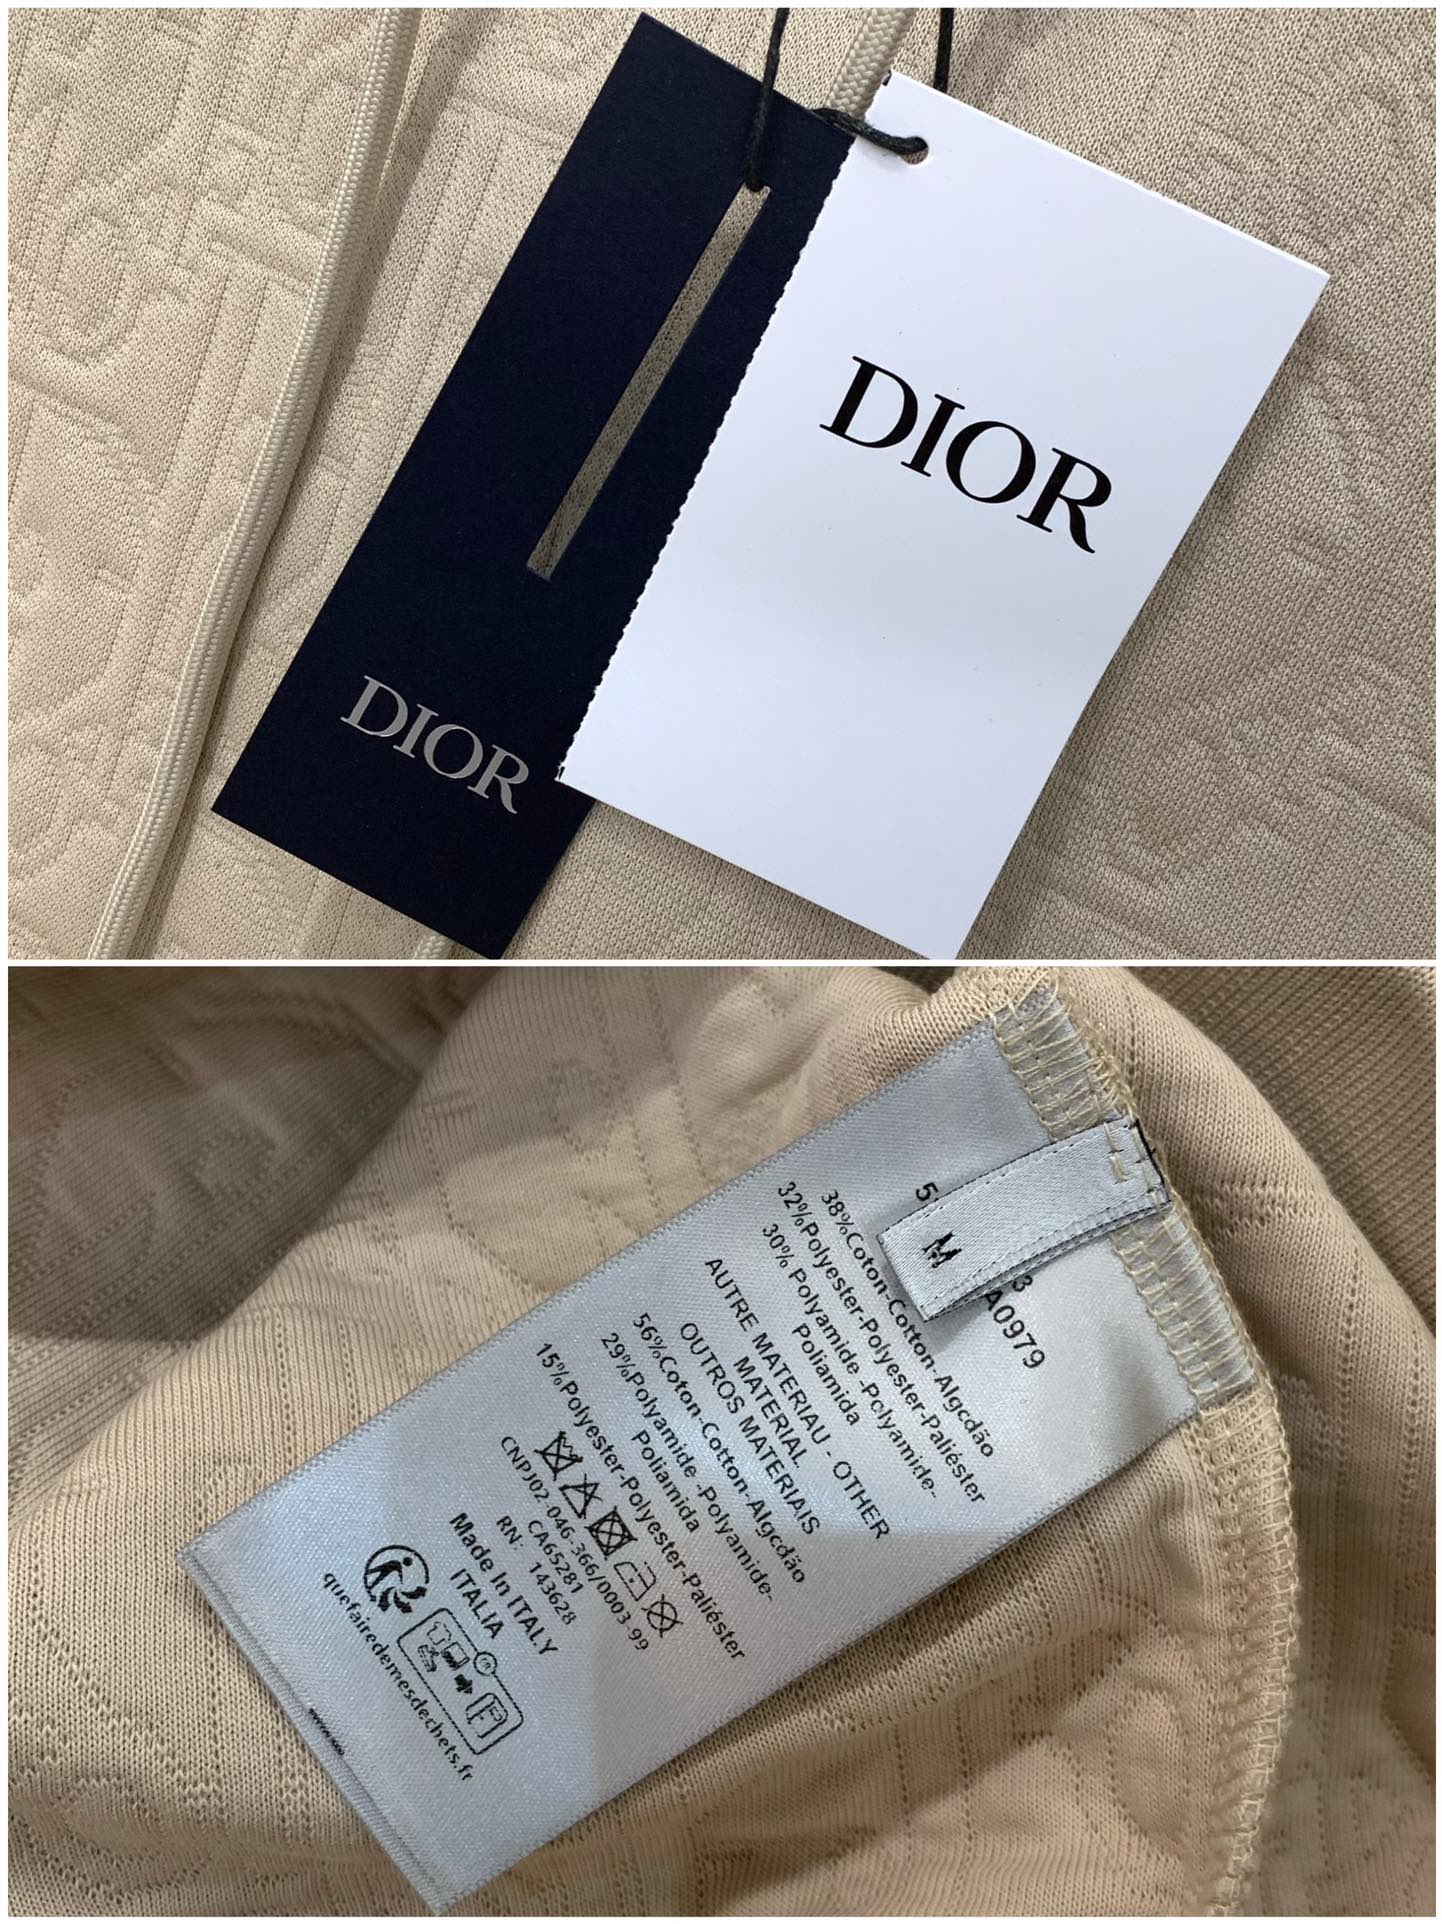 DIOR
DIOR
M
A0979
38%Coton-Cotton-Algcdão
32%Polyester-Polyester-Paliéster
30% Polyamide -Polyamide-
Poliamida
AUTRE MATERIAU - OTHER
MATERIAL
OUTROS MATERIAIS
56%Coton-Cotton-Algcdão
29%Polyamide -Polyamide-
Poliamida
15%Polyester-Polyester-Paliéster
CNPJ02-046-366/0003-99
CA65281
RN: 143628
Made In ITALY
ITALIA
FR
quefairedemesdechets.fr